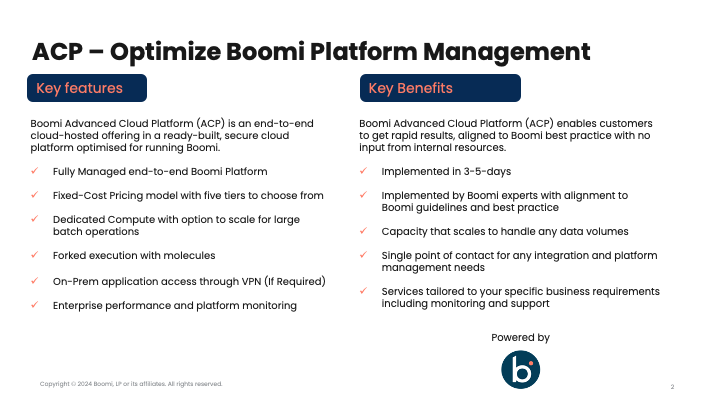 ACP – Optimize Boomi Platform Management
Key features
Boomi Advanced Cloud Platform (ACP) is an end-to-end
cloud-hosted offering in a ready-built, secure cloud
platform optimised for running Boomi.
✓ Fully Managed end-to-end Boomi Platform
✓ Fixed-Cost Pricing model with five tiers to choose from
✓ Dedicated Compute with option to scale for large
batch operations
✓ Forked execution with molecules
✓ On-Prem application access through VPN (If Required)
✓ Enterprise performance and platform monitoring
Key Benefits
Boomi Advanced Cloud Platform (ACP) enables customers
to get rapid results, aligned to Boomi best practice with no
input from internal resources.
✓ Implemented in 3-5-days
✓ Implemented by Boomi experts with alignment to
Boomi guidelines and best practice
✓ Capacity that scales to handle any data volumes
✓ Single point of contact for any integration and platform
management needs
✓ Services tailored to your specific business requirements
including monitoring and support
Powered by
b
Copyright © 2024 Boomi, LP or its affiliates. All rights reserved.
2